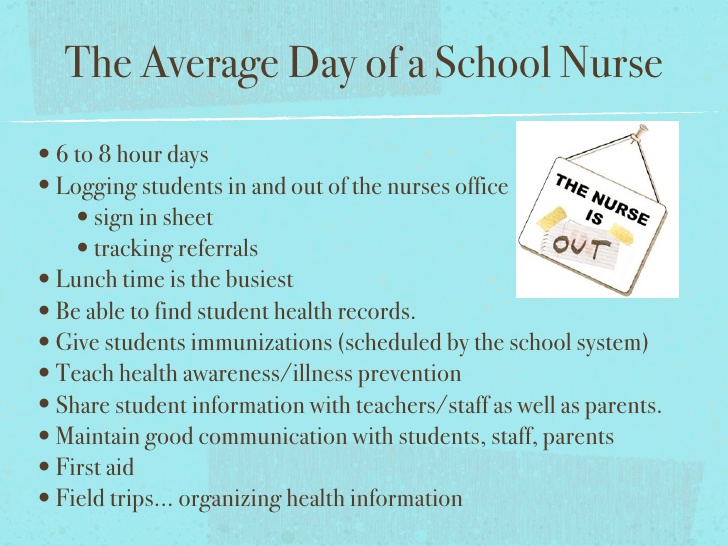 The Average Day of a School Nurse
• 6 to 8 hour days
• Logging students in and out of the nurses office
• sign in sheet
• tracking referrals
• Lunch time is the busiest
• Be able to find student health records.
• Give students immunizations (scheduled by the school system)
• Teach health awareness/illness prevention
• Share student information with teachers/staff as well as parents.
• Maintain good communication with students, staff, parents
• First aid
• Field trips... organizing health information
THE NURSE
IS
OUT